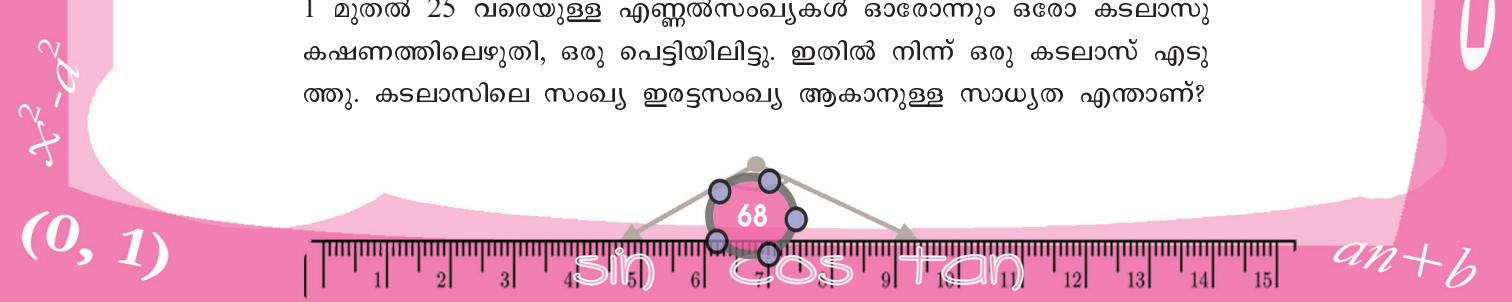 1 മുതൽ 25 വരെയുള്ള എണ്ണൽസംഖ്യകൾ ഓരോന്നും ഒരോ കടലാസു
കഷണത്തിലെഴുതി, ഒരു പെട്ടിയിലിട്ടു. ഇതിൽ നിന്ന് ഒരു കടലാസ് എടു
ത്തു. കടലാസിലെ സംഖ്യ ഇരട്ടസംഖ്യ ആകാനുള്ള സാധ്യത എന്താണ്?
x²-a²
68
(0, 1)
sin cos tan
an+b
1 2 3 4 5 6 7 8 9 10 11 12 13 14 15